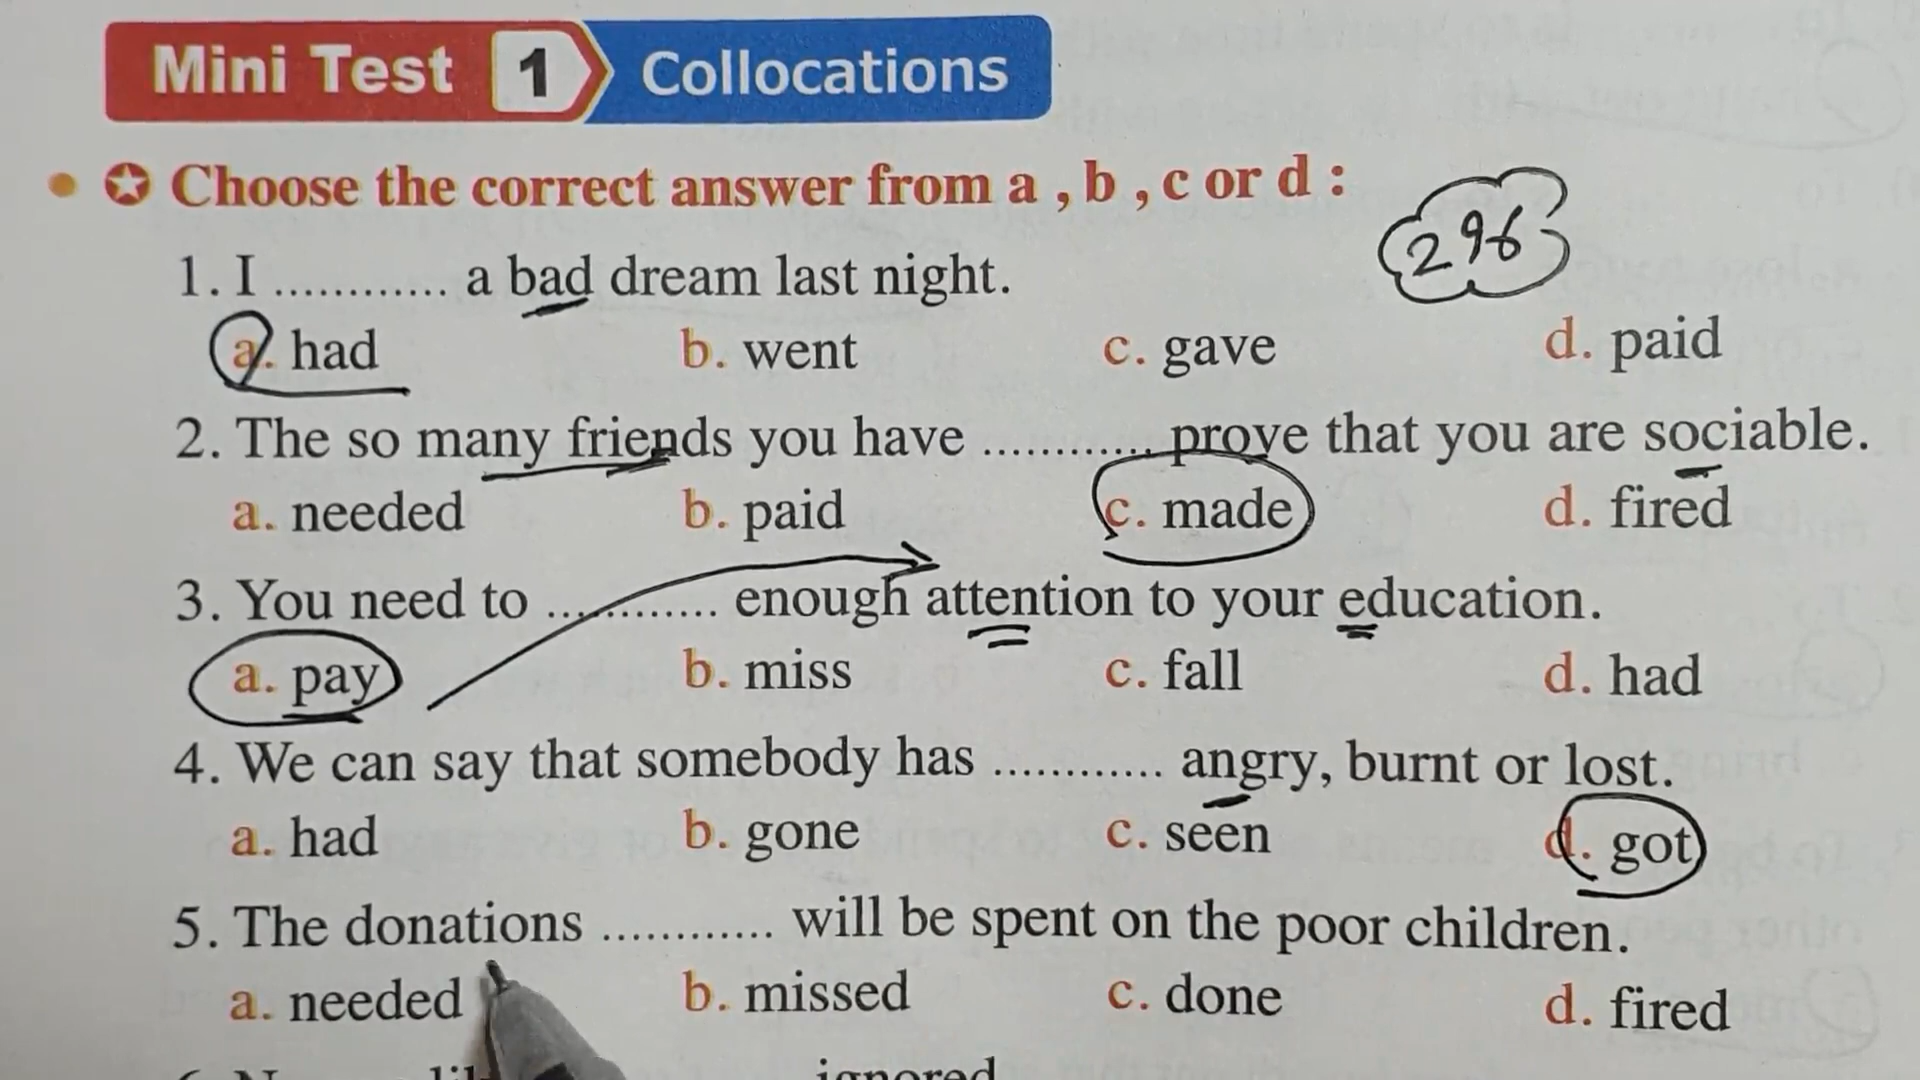 Mini Test 1 Collocations
• ✪ Choose the correct answer from a , b , c or d :
296
1. I ............ a bad dream last night.
a. had b. went c. gave d. paid
2. The so many friends you have ............ prove that you are sociable.
a. needed b. paid c. made d. fired
3. You need to ............ enough attention to your education.
a. pay b. miss c. fall d. had
4. We can say that somebody has ............ angry, burnt or lost.
a. had b. gone c. seen d. got
5. The donations ............ will be spent on the poor children.
a. needed b. missed c. done d. fired
ignored